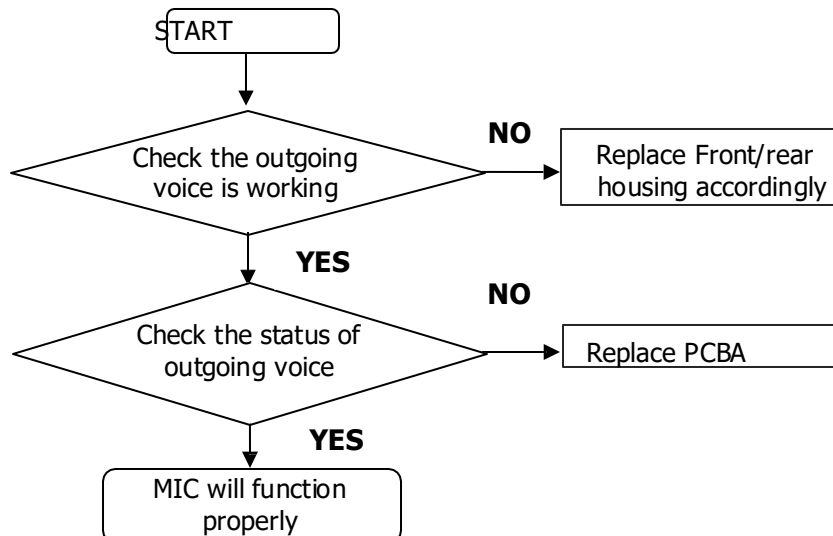 START
Check the outgoing
voice is working
NO
Replace Front/rear
housing accordingly
YES
Check the status of
outgoing voice
NO
Replace PCBA
YES
MIC will function
properly